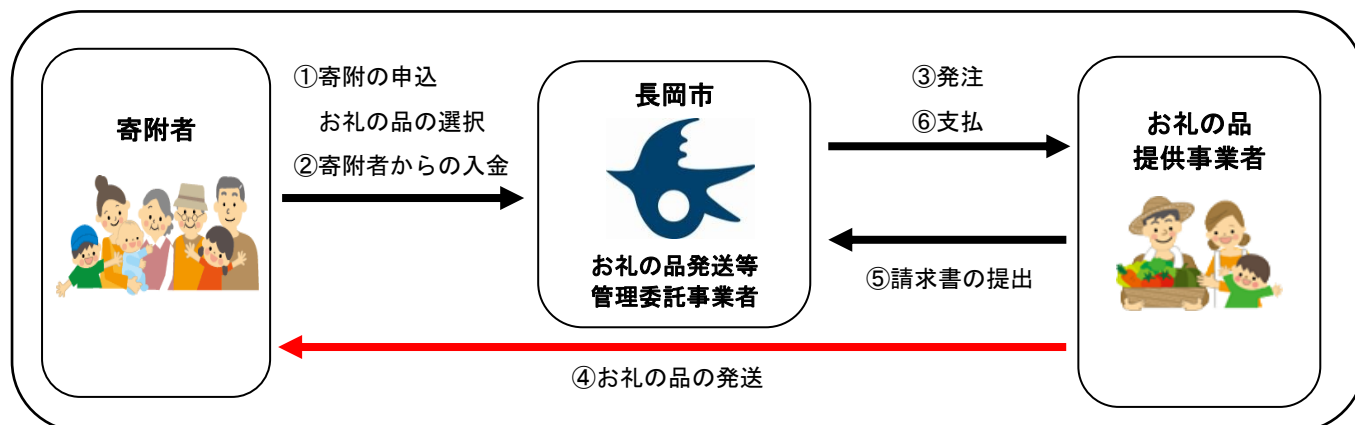 寄附者
①寄附の申込
お礼の品の選択
②寄附者からの入金
長岡市
お礼の品発送等
管理委託事業者
③発注
⑥支払
⑤請求書の提出
お礼の品
提供事業者
④お礼の品の発送